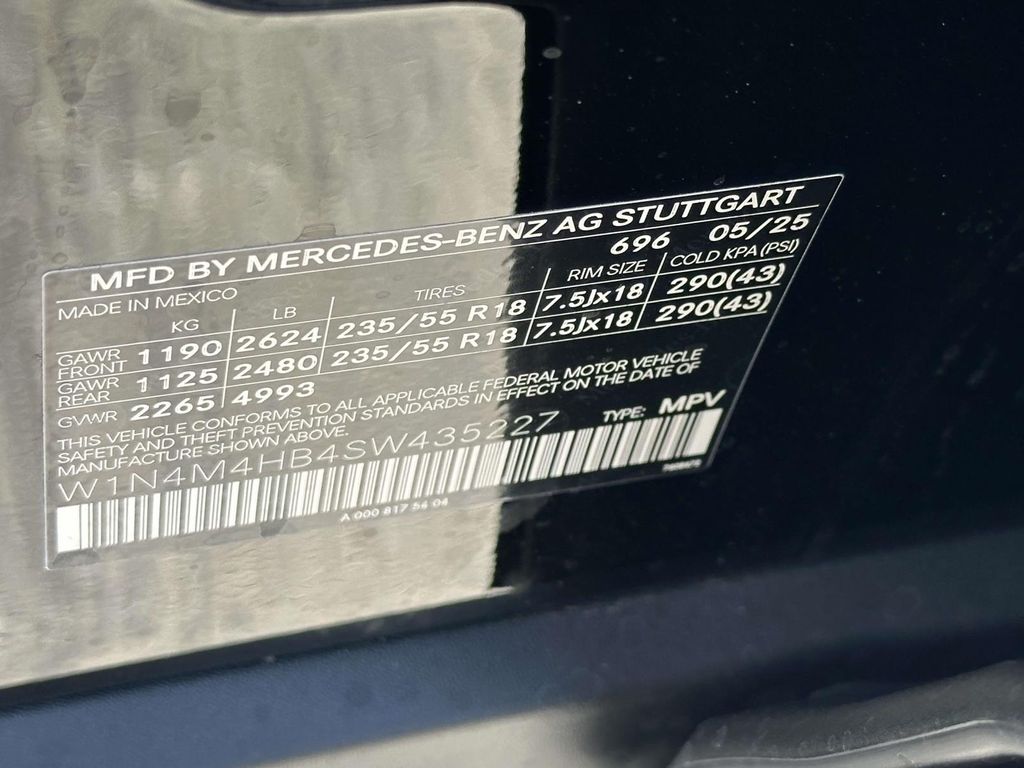 MFD BY MERCEDES-BENZ AG STUTTGART
MADE IN MEXICO 696 05/25
KG LB TIRES RIM SIZE COLD KPA (PSI)
GAWR FRONT 1190 2624 235/55 R18 7.5Jx18 290(43)
GAWR REAR 1125 2480 235/55 R18 7.5Jx18 290(43)
GVWR 2265 4993
THIS VEHICLE CONFORMS TO ALL APPLICABLE FEDERAL MOTOR VEHICLE
SAFETY AND THEFT PREVENTION STANDARDS IN EFFECT ON THE DATE OF
MANUFACTURE SHOWN ABOVE.
W1N4M4HB4SW435227 TYPE: MPV
A 000 817 54 04